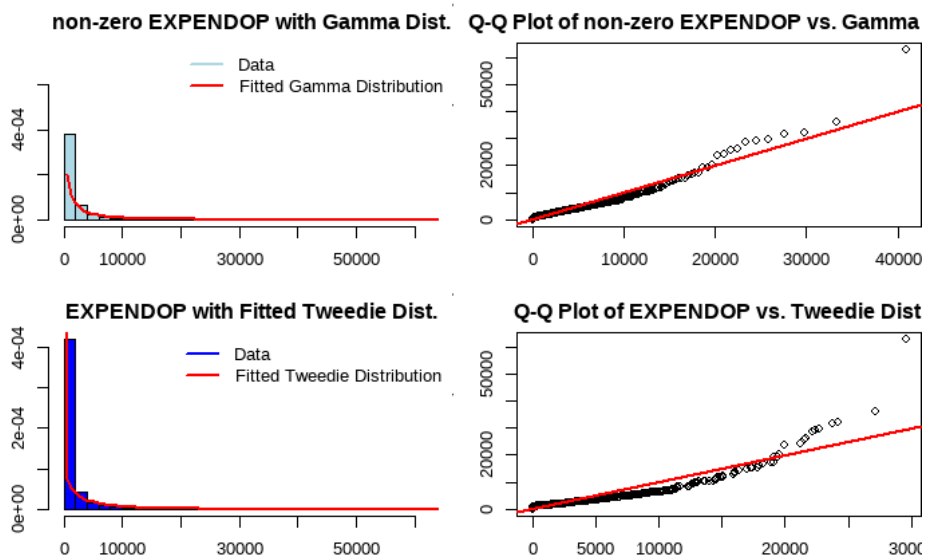 non-zero EXPENDOP with Gamma Dist.
Data
Fitted Gamma Distribution
0e+00
4e-04
0
10000
30000
50000
Q-Q Plot of non-zero EXPENDOP vs. Gamma
0
20000
50000
0
10000
20000
30000
40000
EXPENDOP with Fitted Tweedie Dist.
Data
Fitted Tweedie Distribution
0e+00
2e-04
4e-04
0
10000
30000
50000
Q-Q Plot of EXPENDOP vs. Tweedie Dist
0
20000
50000
0
5000
10000
20000
3000